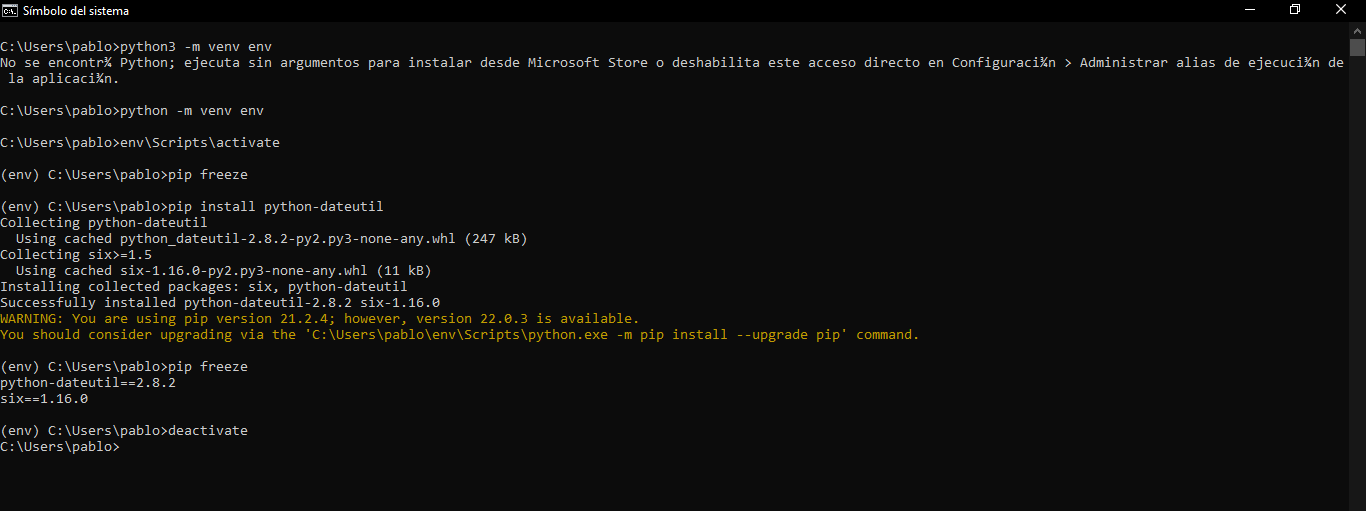 Símbolo del sistema
C:\Users\pablo>python3 -m venv env
No se encontr¾ Python; ejecuta sin argumentos para instalar desde Microsoft Store o deshabilita este acceso directo en Configuraci¾n > Administrar alias de ejecuci¾n de
 la aplicaci¾n.
C:\Users\pablo>python -m venv env
C:\Users\pablo>env\Scripts\activate
(env) C:\Users\pablo>pip freeze
(env) C:\Users\pablo>pip install python-dateutil
Collecting python-dateutil
  Using cached python_dateutil-2.8.2-py2.py3-none-any.whl (247 kB)
Collecting six>=1.5
  Using cached six-1.16.0-py2.py3-none-any.whl (11 kB)
Installing collected packages: six, python-dateutil
Successfully installed python-dateutil-2.8.2 six-1.16.0
WARNING: You are using pip version 21.2.4; however, version 22.0.3 is available.
You should consider upgrading via the 'C:\Users\pablo\env\Scripts\python.exe -m pip install --upgrade pip' command.
(env) C:\Users\pablo>pip freeze
python-dateutil==2.8.2
six==1.16.0
(env) C:\Users\pablo>deactivate
C:\Users\pablo>